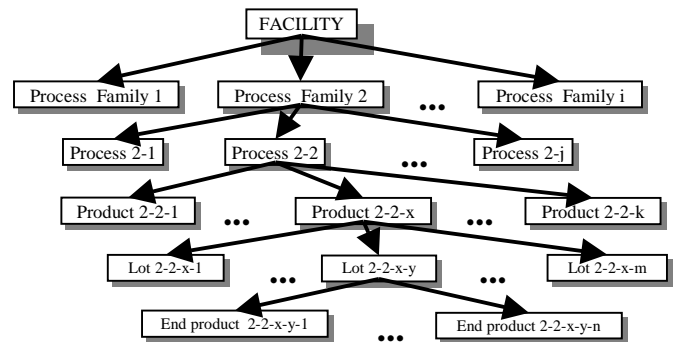 FACILITY
Process Family 1
Process Family 2
...
Process Family i
Process 2-1
Process 2-2
...
Process 2-j
Product 2-2-1
...
Product 2-2-x
...
Product 2-2-k
Lot 2-2-x-1
...
Lot 2-2-x-y
...
Lot 2-2-x-m
End product 2-2-x-y-1
...
End product 2-2-x-y-n